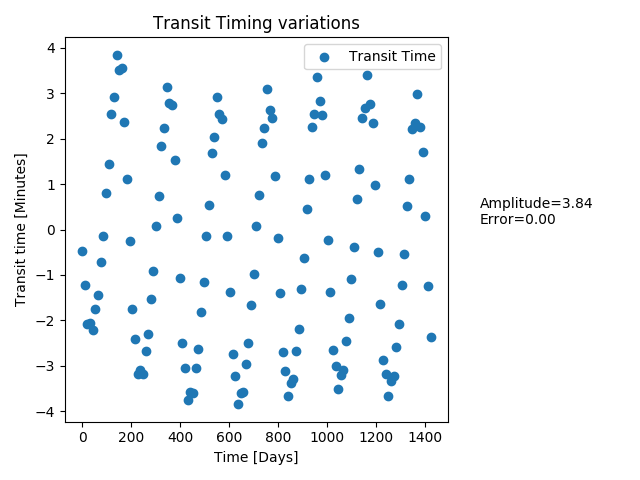 Transit Timing variations
Transit Time
4
3
2
1
0
−1
−2
−3
−4
Transit time [Minutes]
0 200 400 600 800 1000 1200 1400
Time [Days]
Amplitude=3.84
Error=0.00